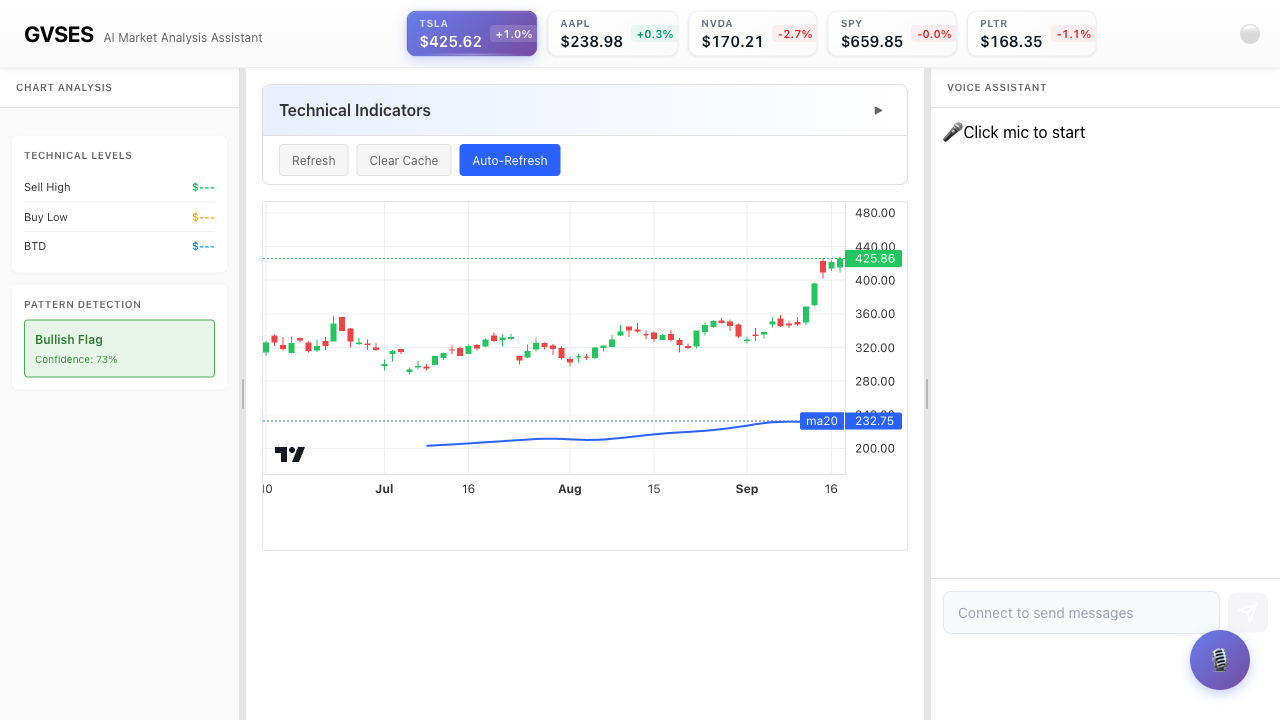 GVSES AI Market Analysis Assistant
TSLA
$425.62 +1.0%
AAPL
$238.98 +0.3%
NVDA
$170.21 -2.7%
SPY
$659.85 -0.0%
PLTR
$168.35 -1.1%
CHART ANALYSIS
TECHNICAL LEVELS
Sell High $---
Buy Low $---
BTD $---
PATTERN DETECTION
Bullish Flag
Confidence: 73%
Technical Indicators
Refresh Clear Cache Auto-Refresh
480.00
440.00
425.86
400.00
360.00
320.00
280.00
240.00
ma20 232.75
200.00
10 Jul 16 Aug 15 Sep 16
VOICE ASSISTANT
Click mic to start
Connect to send messages